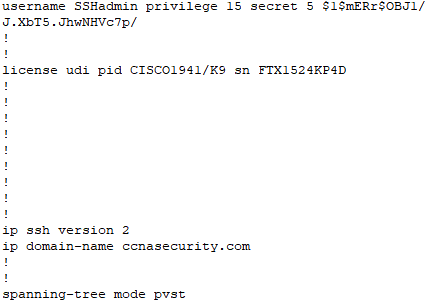 username SSHadmin privilege 15 secret 5 $1$mERr$OBJ1/
J.XbT5.JhwNHVc7p/
!
!
license udi pid CISCO1941/K9 sn FTX1524KP4D
!
!
!
!
!
!
!
!
!
ip ssh version 2
ip domain-name ccnasecurity.com
!
!
spanning-tree mode pvst